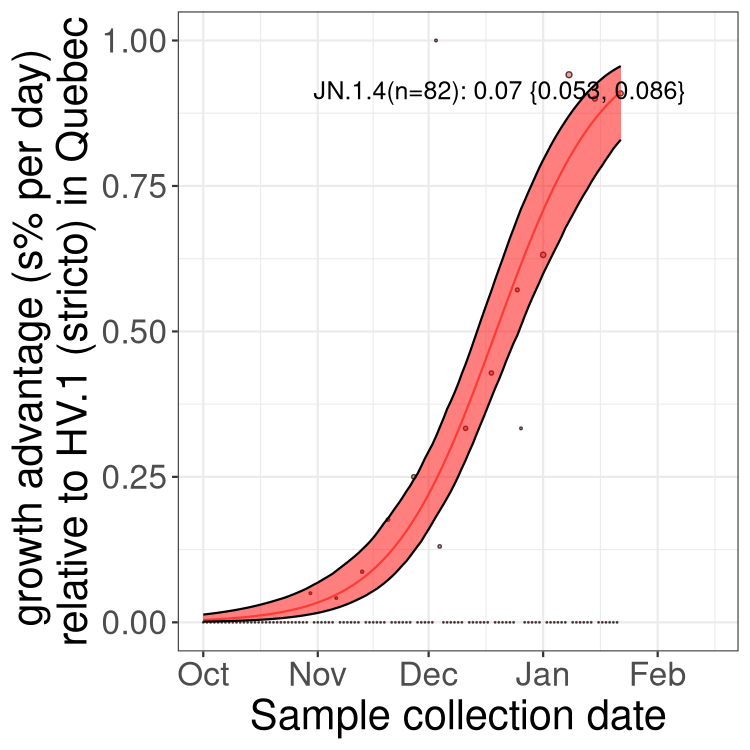 growth advantage (s% per day)
relative to HV.1 (stricto) in Quebec
1.00
0.75
0.50
0.25
0.00
JN.1.4(n=82): 0.07 {0.053, 0.086}
Oct Nov Dec Jan Feb
Sample collection date